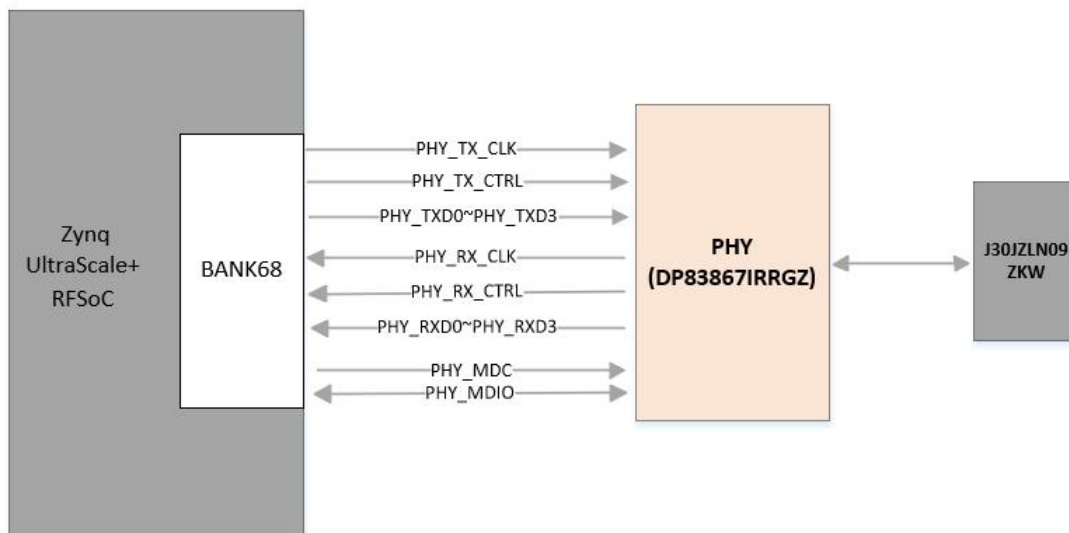 Zynq
UltraScale+
RFSoC
BANK68
PHY_TX_CLK
PHY_TX_CTRL
PHY_TXD0~PHY_TXD3
PHY_RX_CLK
PHY_RX_CTRL
PHY_RXD0~PHY_RXD3
PHY_MDC
PHY_MDIO
PHY
(DP83867IRRGZ)
J30JZLN09
ZKW